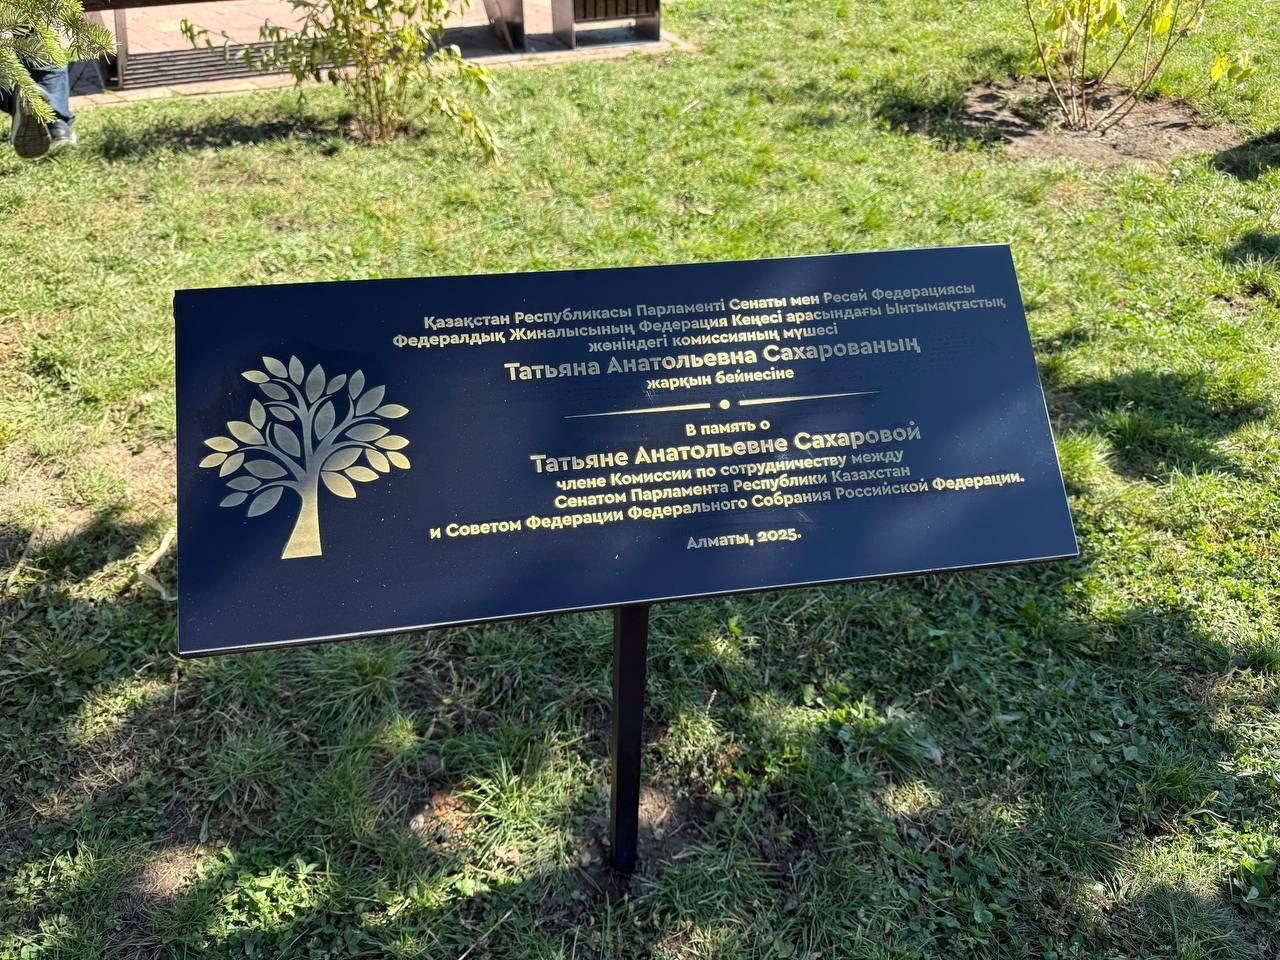 Қазақстан Республикасы Парламенті Сенаты мен Ресей Федерациясы
Федералдық Жиналысының Федерация Кеңесі арасындағы Ынтымақтастық
жөніндегі комиссияның мүшесі
Татьяна Анатольевна Сахарованың
жарқын бейнесіне
В память о
Татьяне Анатольевне Сахаровой
члене Комиссии по сотрудничеству между
Сенатом Парламента Республики Казахстан
и Советом Федерации Федерального Собрания Российской Федерации.
Алматы, 2025.